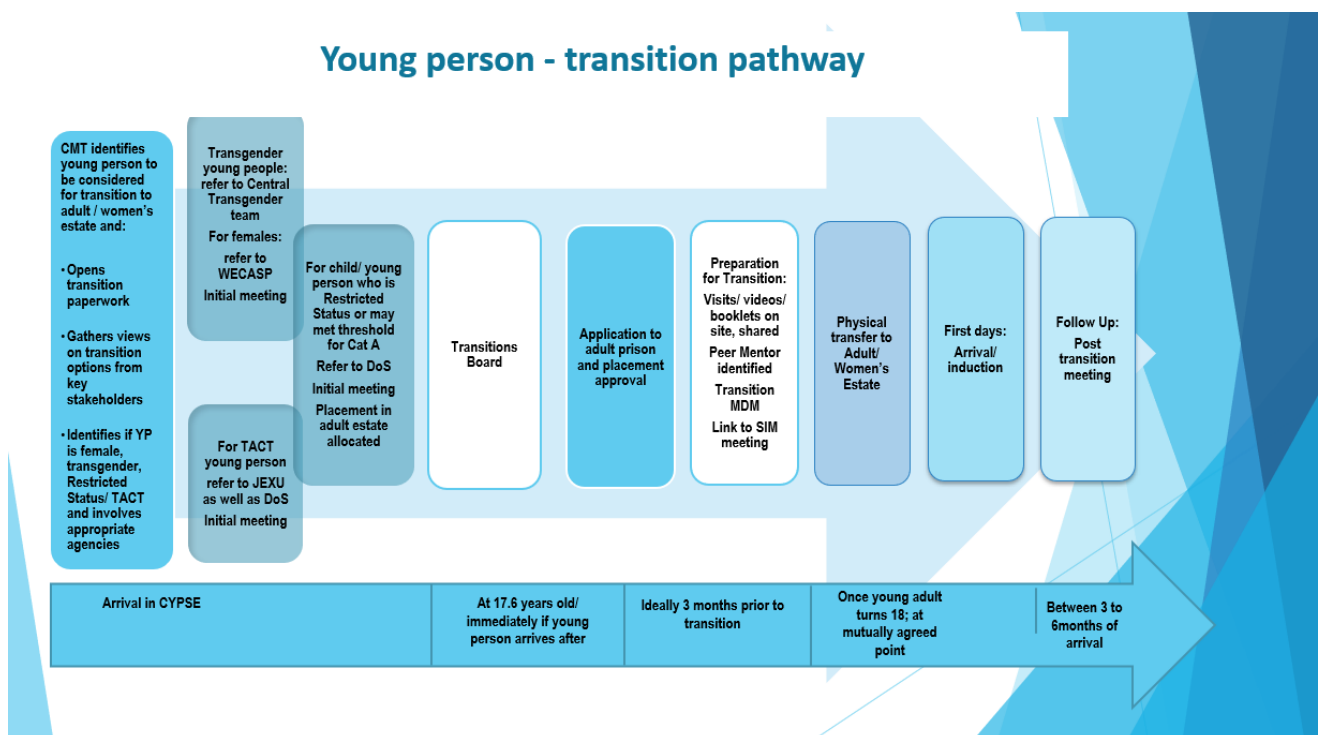 Young person - transition pathway
CMT identifies
young person to
be considered
for transition to
adult / women's
estate and:
• Opens
transition
paperwork
• Gathers views
on transition
options from
key
stakeholders
• Identifies if YP
is female,
transgender,
Restricted
Status/ TACT
and involves
appropriate
agencies
Transgender
young people:
refer to Central
Transgender
team
For females:
refer to
WECASP
Initial meeting
For TACT
young person
refer to JEXU
as well as DoS
Initial meeting
For child/ young
person who is
Restricted
Status or may
met threshold
for Cat A
Refer to DoS
Initial meeting
Placement in
adult estate
allocated
Transitions
Board
Application to
adult prison
and placement
approval
Preparation
for Transition:
Visits/ videos/
booklets on
site, shared
Peer Mentor
identified
Transition
MDM
Link to SIM
meeting
Physical
transfer to
Adult/
Women's
Estate
First days:
Arrival/
induction
Follow Up:
Post
transition
meeting
Arrival in CYPSE
At 17.6 years old/
immediately if young
person arrives after
Ideally 3 months prior to
transition
Once young adult
turns 18; at
mutually agreed
point
Between 3 to
6months of
arrival